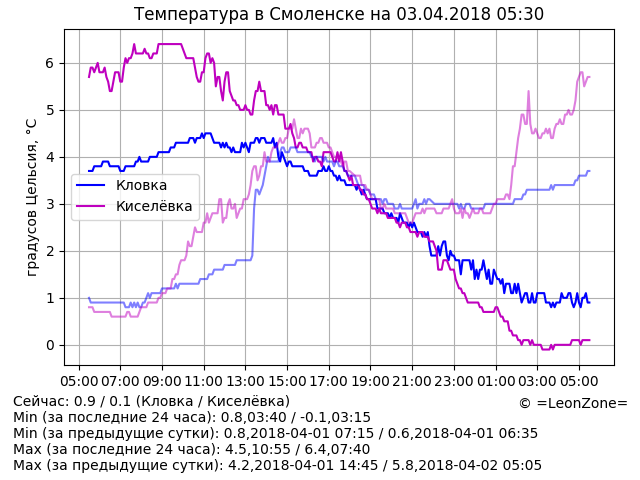 Температура в Смоленске на 03.04.2018 05:30
градусов Цельсия, °C
6
5
4
3
2
1
0
Кловка
Киселёвка
05:00 07:00 09:00 11:00 13:00 15:00 17:00 19:00 21:00 23:00 01:00 03:00 05:00
Сейчас: 0.9 / 0.1 (Кловка / Киселёвка)
© =LeonZone=
Min (за последние 24 часа): 0.8,03:40 / -0.1,03:15
Min (за предыдущие сутки): 0.8,2018-04-01 07:15 / 0.6,2018-04-01 06:35
Max (за последние 24 часа): 4.5,10:55 / 6.4,07:40
Max (за предыдущие сутки): 4.2,2018-04-01 14:45 / 5.8,2018-04-02 05:05